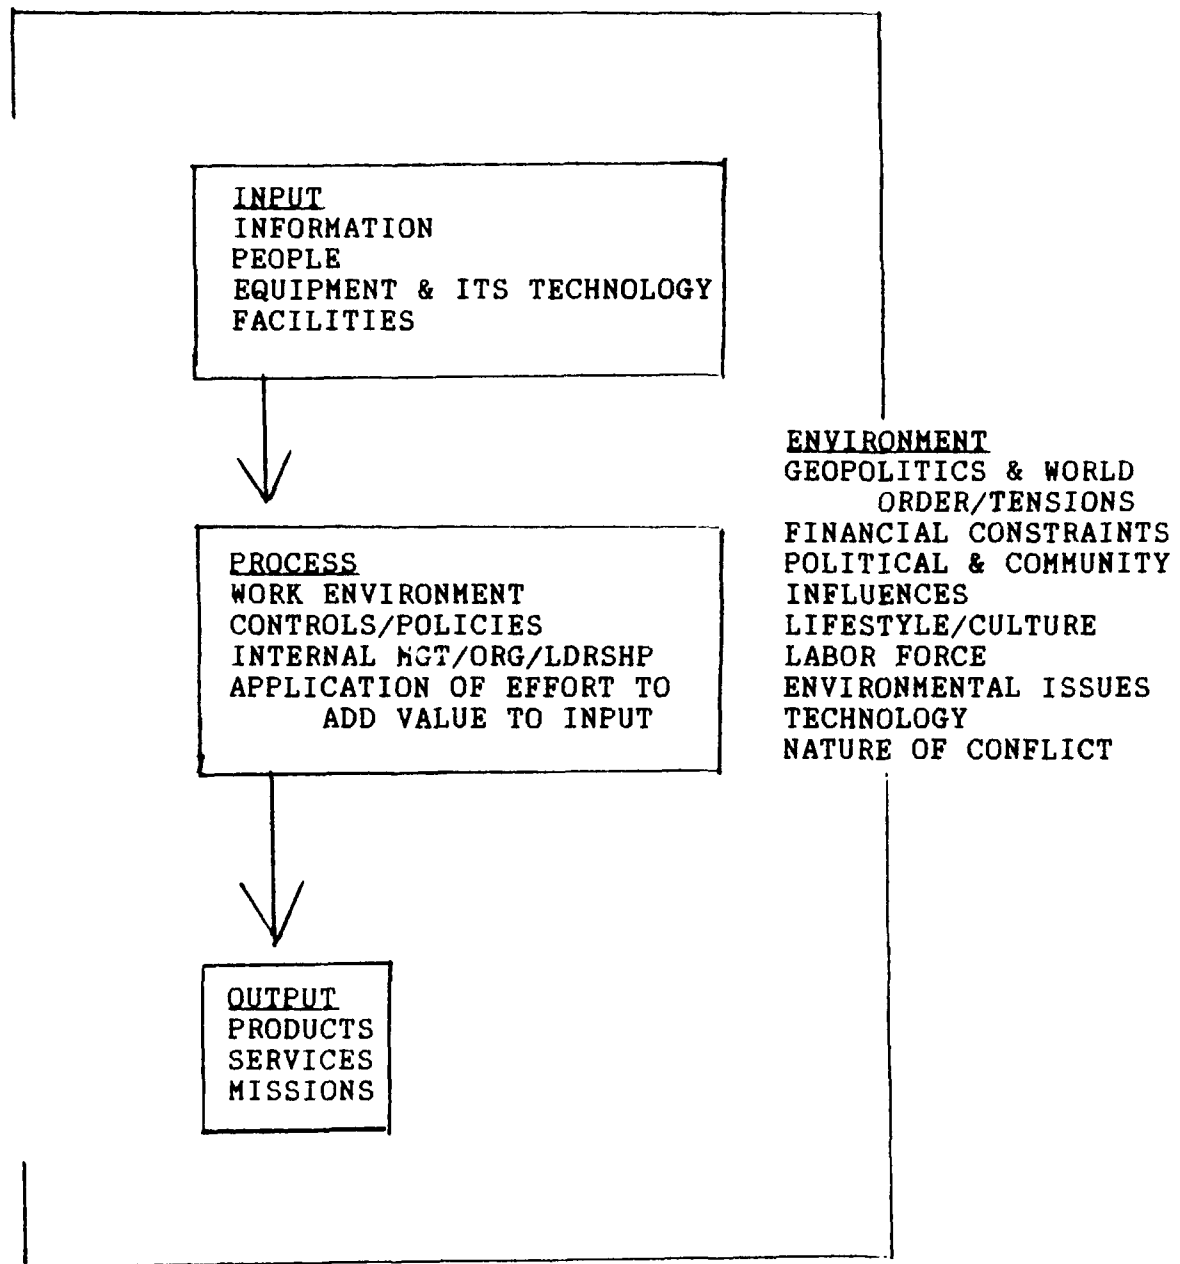 INPUT
INFORMATION
PEOPLE
EQUIPMENT & ITS TECHNOLOGY
FACILITIES
PROCESS
WORK ENVIRONMENT
CONTROLS/POLICIES
INTERNAL MGT/ORG/LDRSHP
APPLICATION OF EFFORT TO
ADD VALUE TO INPUT
OUTPUT
PRODUCTS
SERVICES
MISSIONS
ENVIRONMENT
GEOPOLITICS & WORLD
ORDER/TENSIONS
FINANCIAL CONSTRAINTS
POLITICAL & COMMUNITY
INFLUENCES
LIFESTYLE/CULTURE
LABOR FORCE
ENVIRONMENTAL ISSUES
TECHNOLOGY
NATURE OF CONFLICT